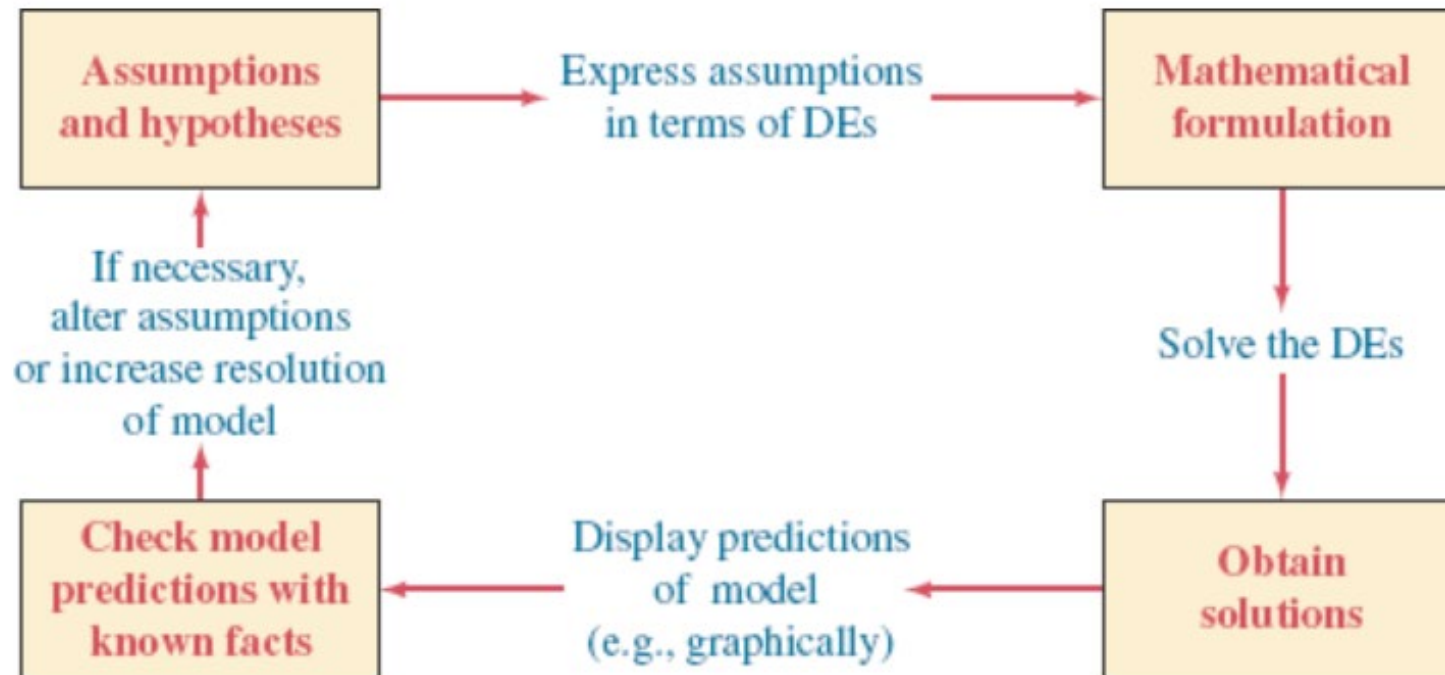 Assumptions
and hypotheses
Express assumptions
in terms of DEs
Mathematical
formulation
If necessary,
alter assumptions
or increase resolution
of model
Solve the DEs
Check model
predictions with
known facts
Display predictions
of model
(e.g., graphically)
Obtain
solutions